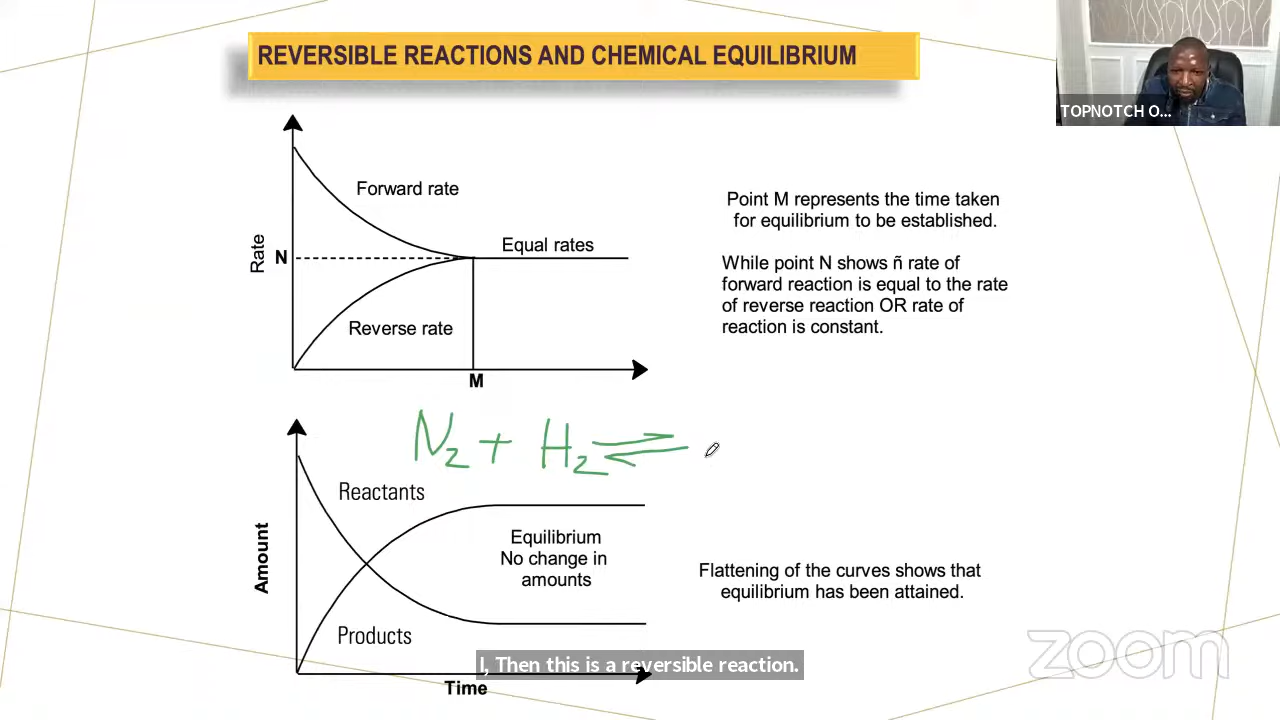 REVERSIBLE REACTIONS AND CHEMICAL EQUILIBRIUM
TOPNOTCH O...
Forward rate
Rate
N
Equal rates
Reverse rate
M
Point M represents the time taken
for equilibrium to be established.
While point N shows ñ rate of
forward reaction is equal to the rate
of reverse reaction OR rate of
reaction is constant.
N2 + H2 ⇌
Reactants
Amount
Equilibrium
No change in
amounts
Products
Time
Flattening of the curves shows that
equilibrium has been attained.
zoom
I, Then this is a reversible reaction.